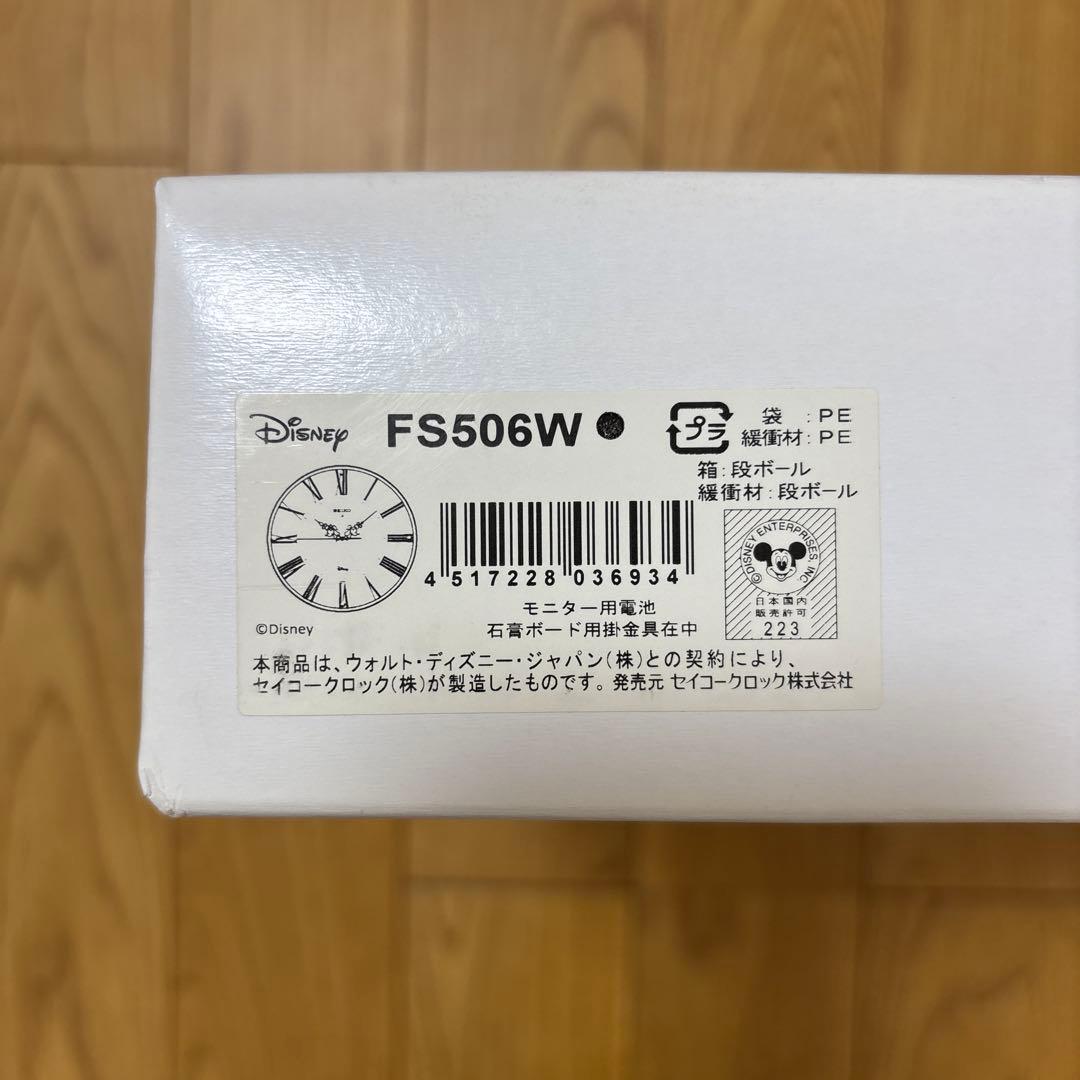 Disney FS506W
プラ
袋 : PE
緩衝材 : PE
箱 : 段ボール
緩衝材 : 段ボール
SEIKO
4 517228 036934
モニター用電池
石膏ボード用掛金具在中
©DISNEY ENTERPRISES, INC
日本国内
販売許可
223
©Disney
本商品は、ウォルト・ディズニー・ジャパン(株)との契約により、
セイコークロック(株)が製造したものです。発売元 セイコークロック株式会社